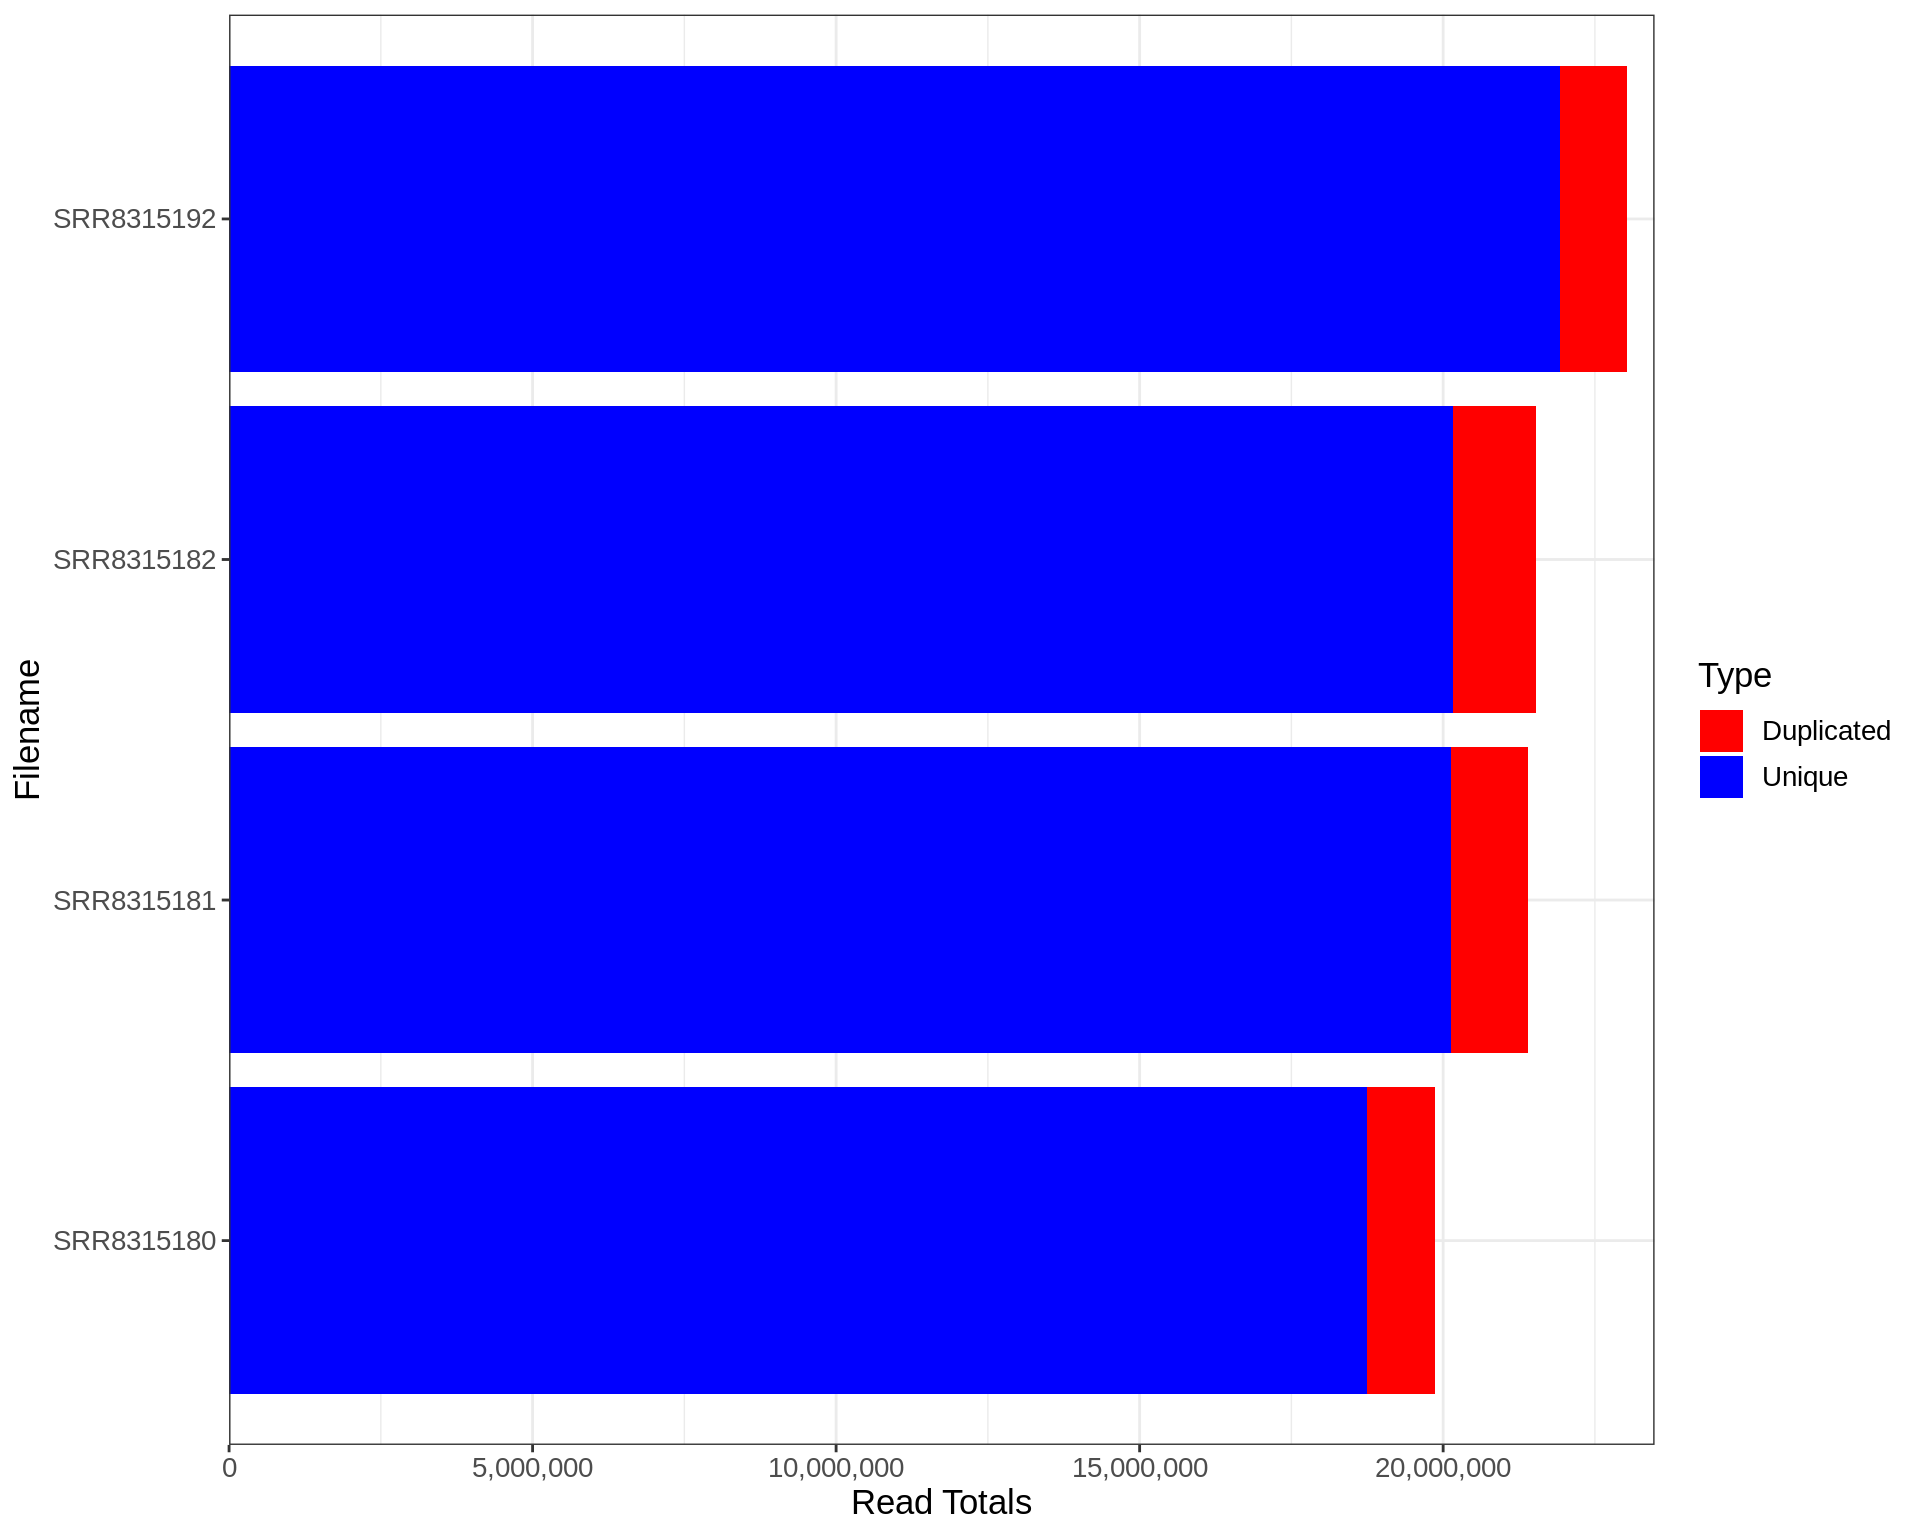 Filename
SRR8315192
SRR8315182
SRR8315181
SRR8315180
0 5,000,000 10,000,000 15,000,000 20,000,000
Read Totals
Type
Duplicated
Unique